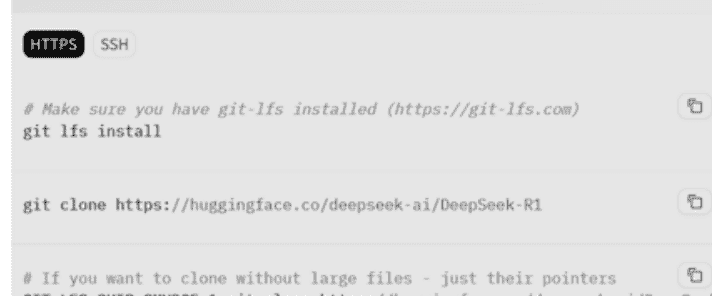 HTTPS SSH
# Make sure you have git-lfs installed (https://git-lfs.com)
git lfs install
git clone https://huggingface.co/deepseek-ai/DeepSeek-R1
# If you want to clone without large files - just their pointers